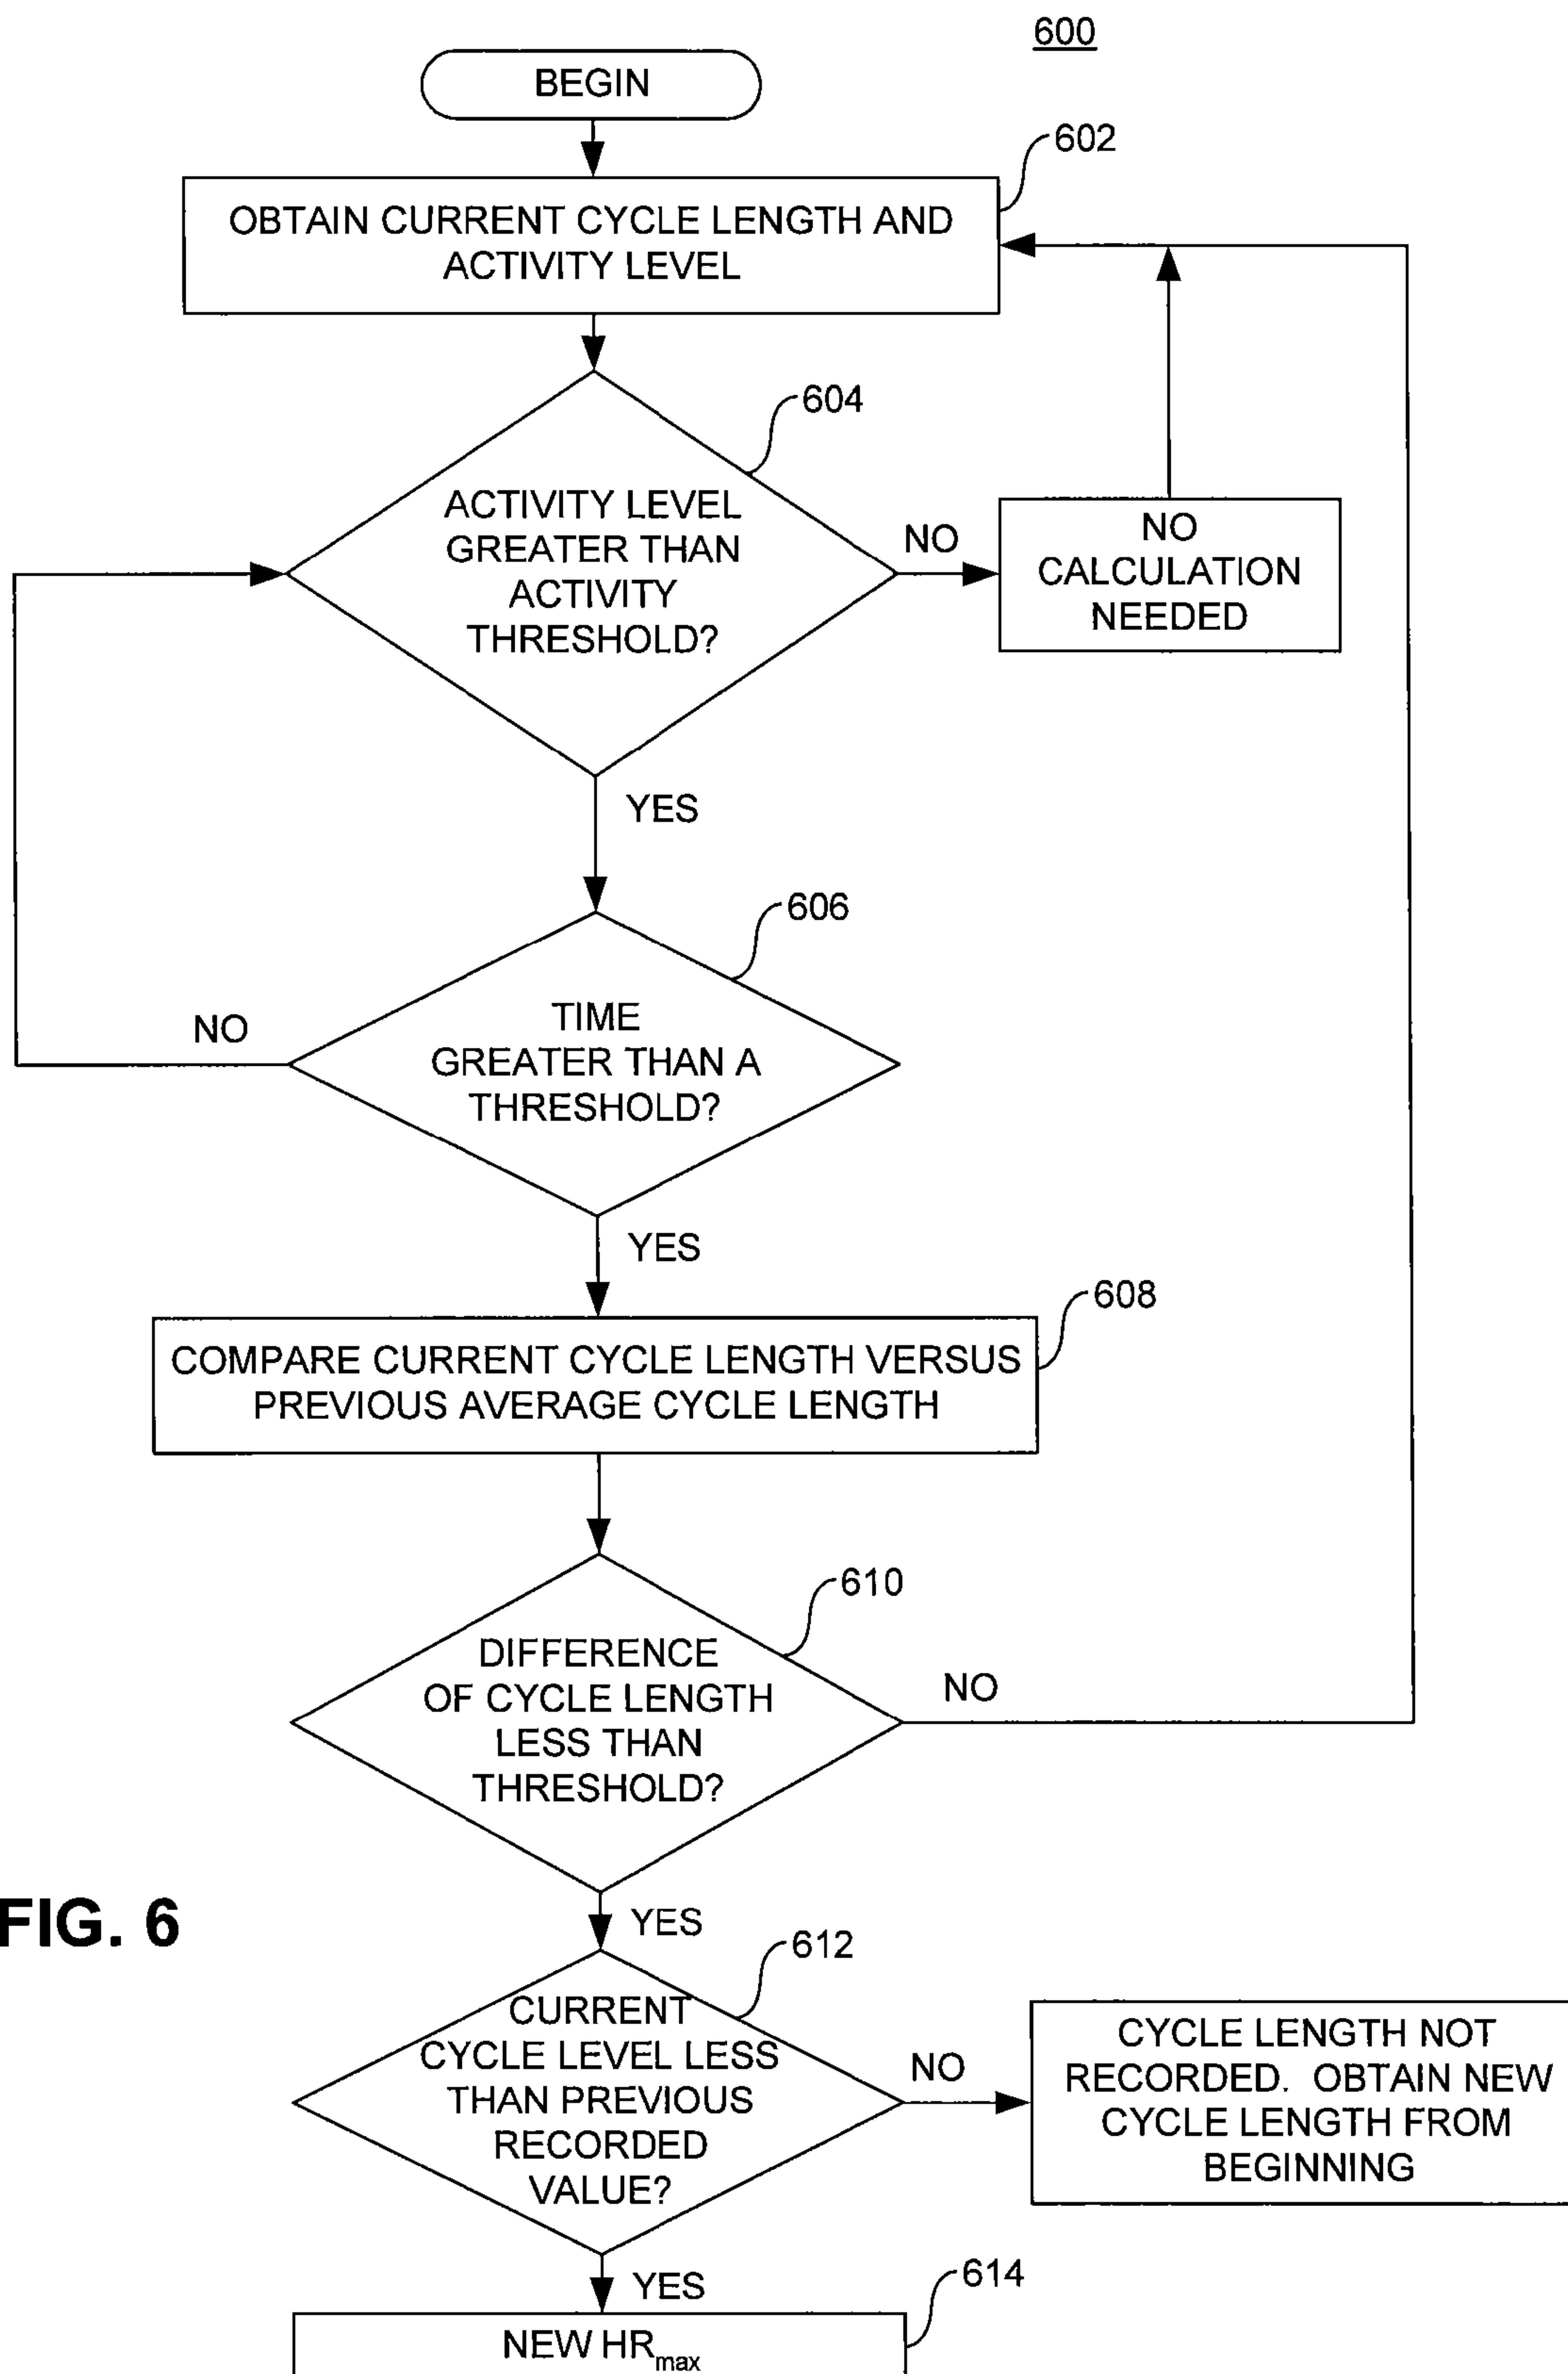 600
BEGIN
602
OBTAIN CURRENT CYCLE LENGTH AND
ACTIVITY LEVEL
604
ACTIVITY LEVEL
GREATER THAN
ACTIVITY
THRESHOLD?
NO
NO
CALCULATION
NEEDED
YES
606
TIME
GREATER THAN A
THRESHOLD?
NO
YES
608
COMPARE CURRENT CYCLE LENGTH VERSUS
PREVIOUS AVERAGE CYCLE LENGTH
610
DIFFERENCE
OF CYCLE LENGTH
LESS THAN
THRESHOLD?
NO
YES
FIG. 6
612
CURRENT
CYCLE LEVEL LESS
THAN PREVIOUS
RECORDED
VALUE?
NO
CYCLE LENGTH NOT
RECORDED. OBTAIN NEW
CYCLE LENGTH FROM
BEGINNING
YES
614
NEW HRmax